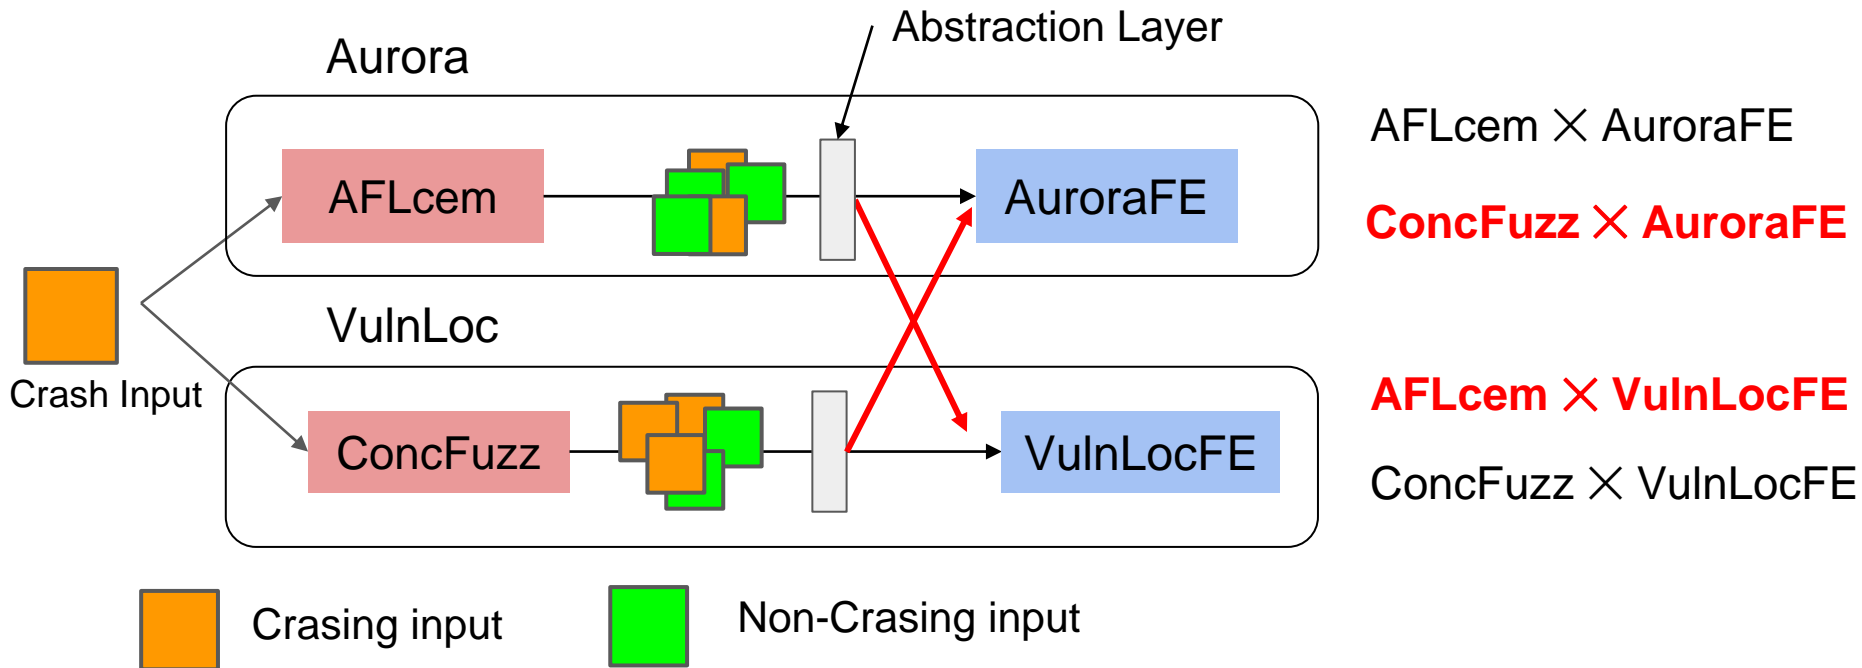 Abstraction Layer
Aurora
AFLcem
AuroraFE
AFLcem × AuroraFE
ConcFuzz × AuroraFE
VulnLoc
Crash Input
ConcFuzz
VulnLocFE
AFLcem × VulnLocFE
ConcFuzz × VulnLocFE
Crasing input
Non-Crasing input